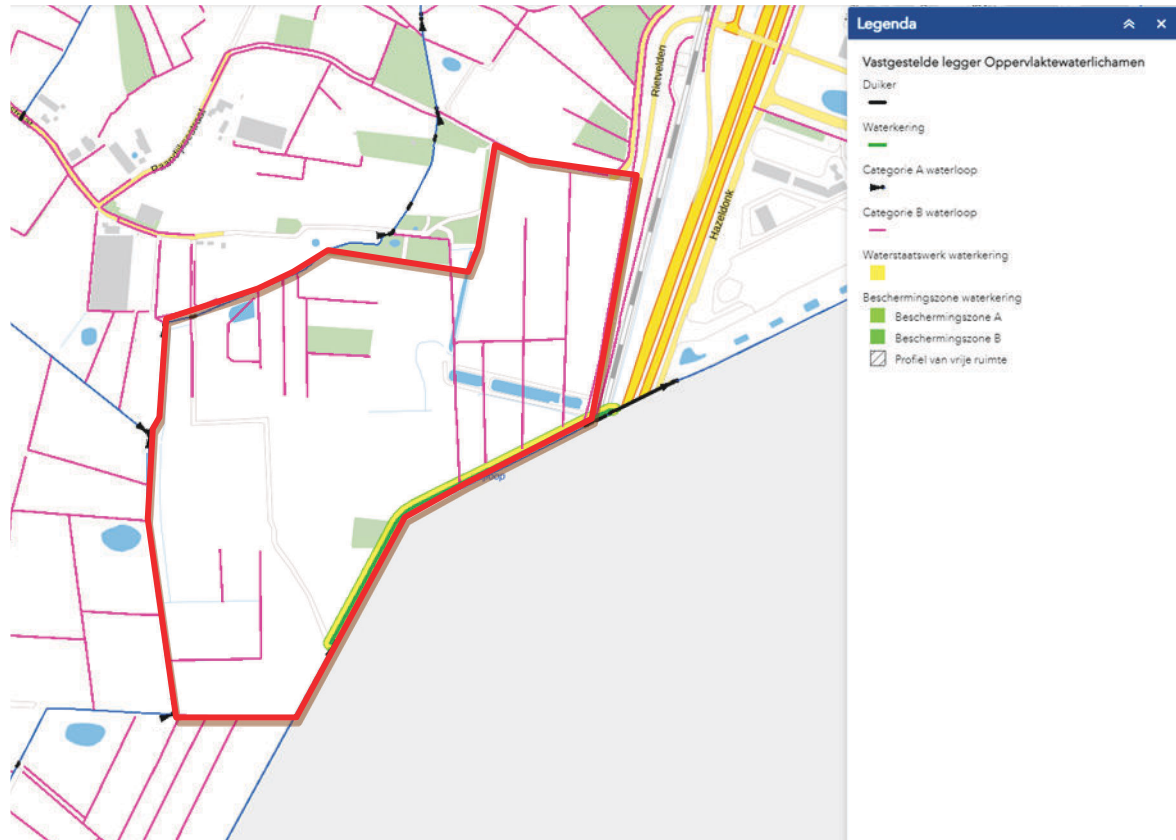 Raandijksestraat
Rietvelden
Hazeldonk
Legenda
Vastgestelde legger Oppervlaktewaterlichamen
Duiker
Waterkering
Categorie A waterloop
Categorie B waterloop
Waterstaatswerk waterkering
Beschermingszone waterkering
Beschermingszone A
Beschermingszone B
Profiel van vrije ruimte